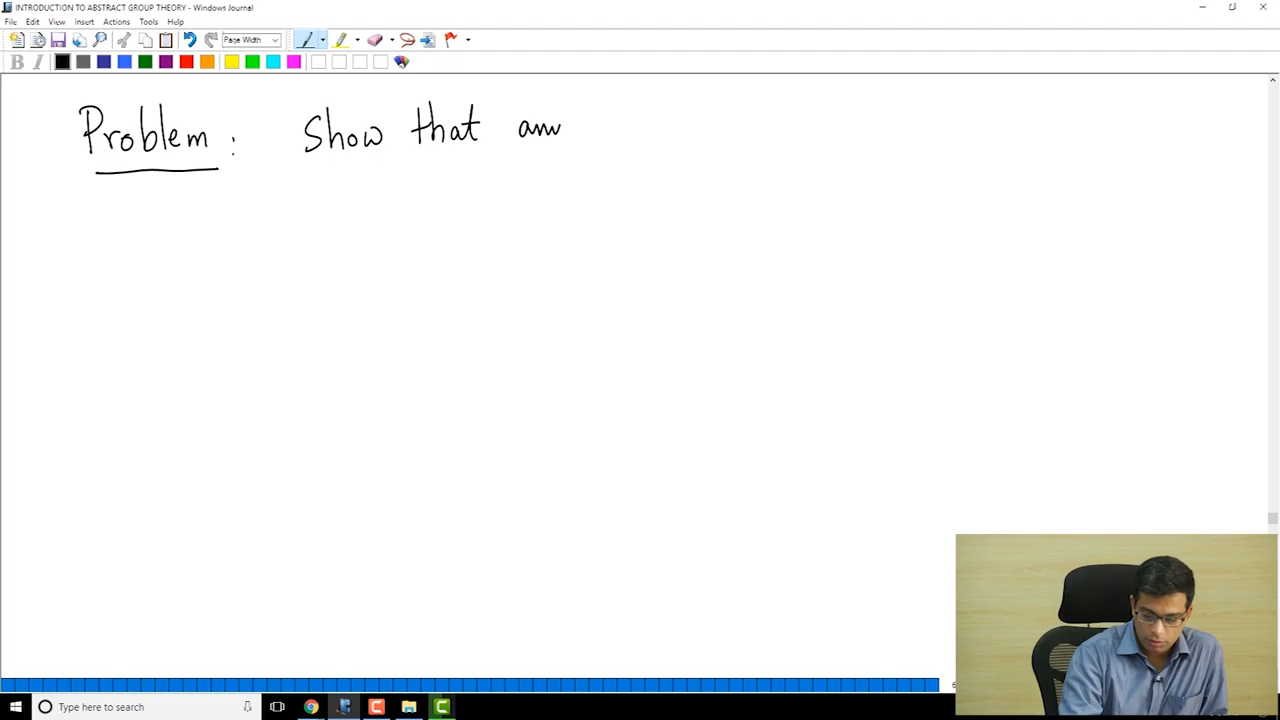 INTRODUCTION TO ABSTRACT GROUP THEORY - Windows Journal
File Edit View Insert Actions Tools Help
Page Width
B I
Problem : Show that
Type here to search